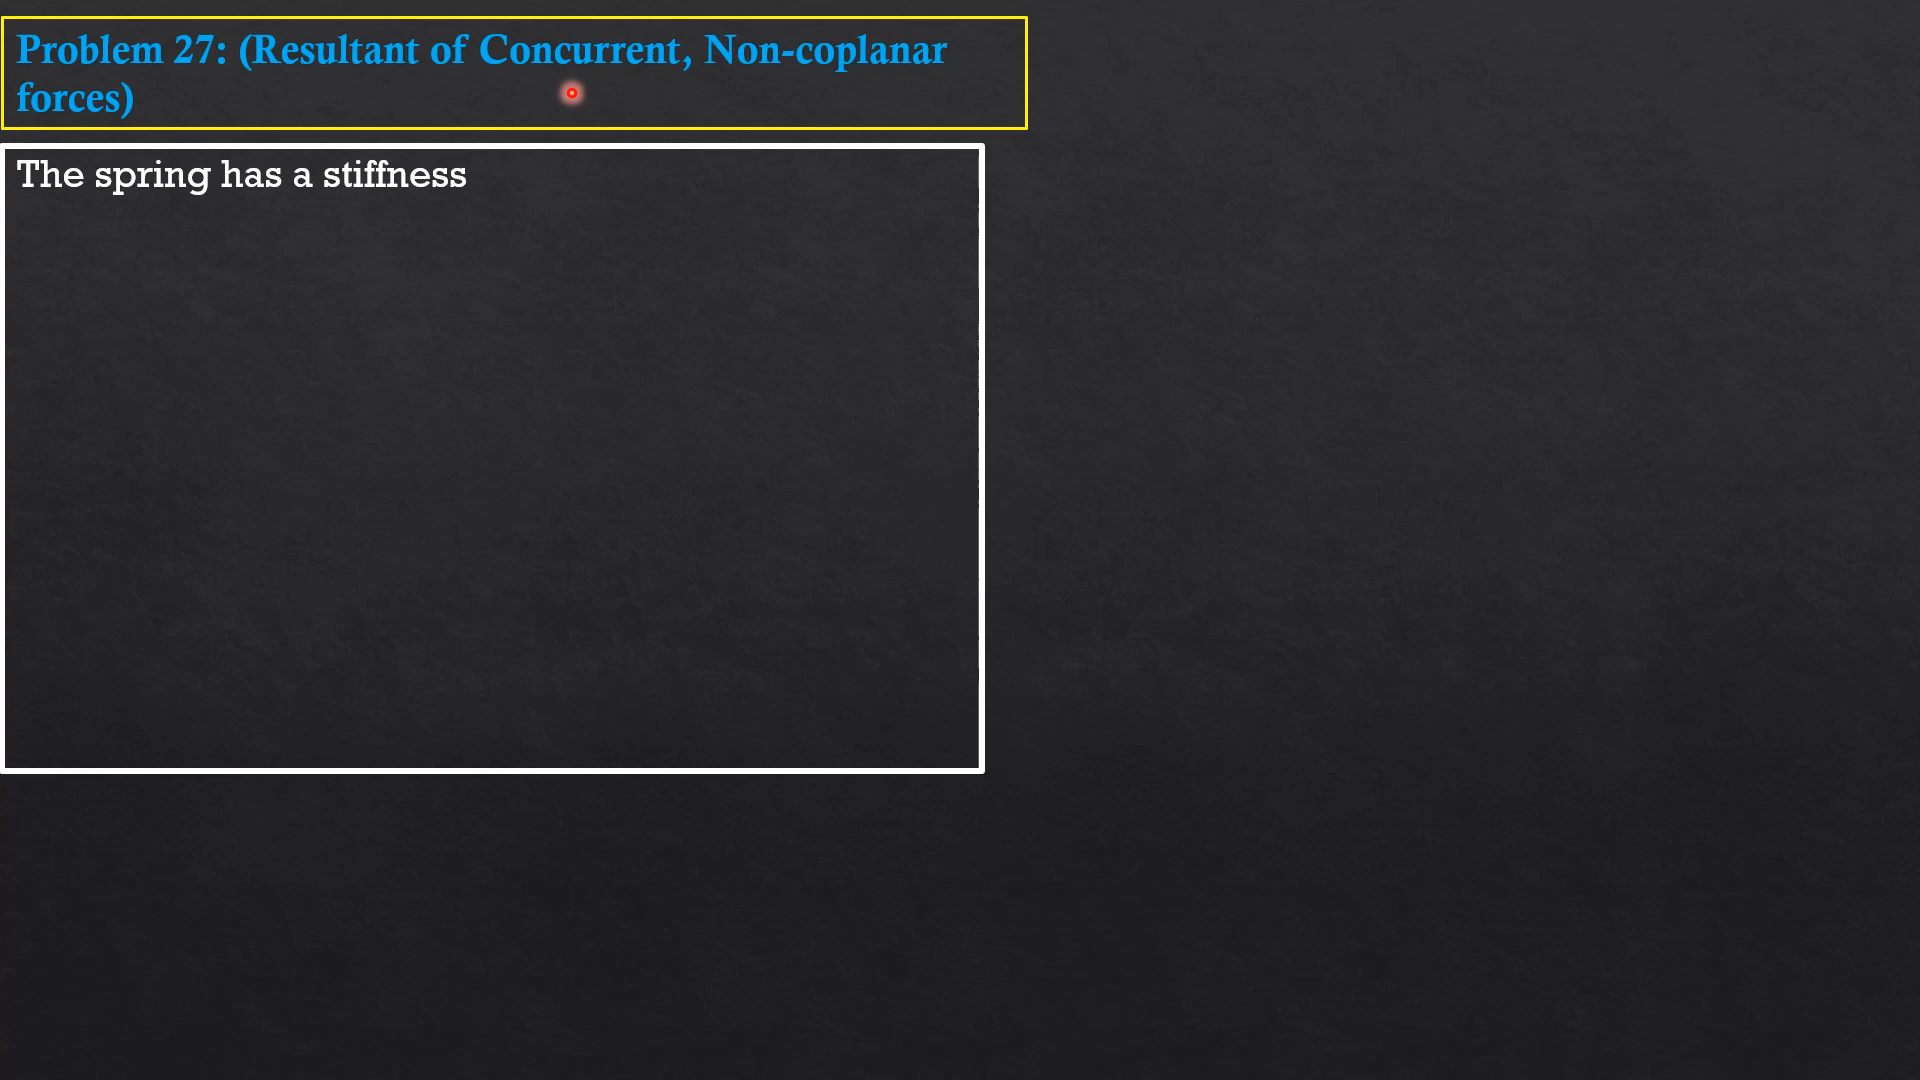 Problem 27: (Resultant of Concurrent, Non-coplanar
forces)
The spring has a stiffness